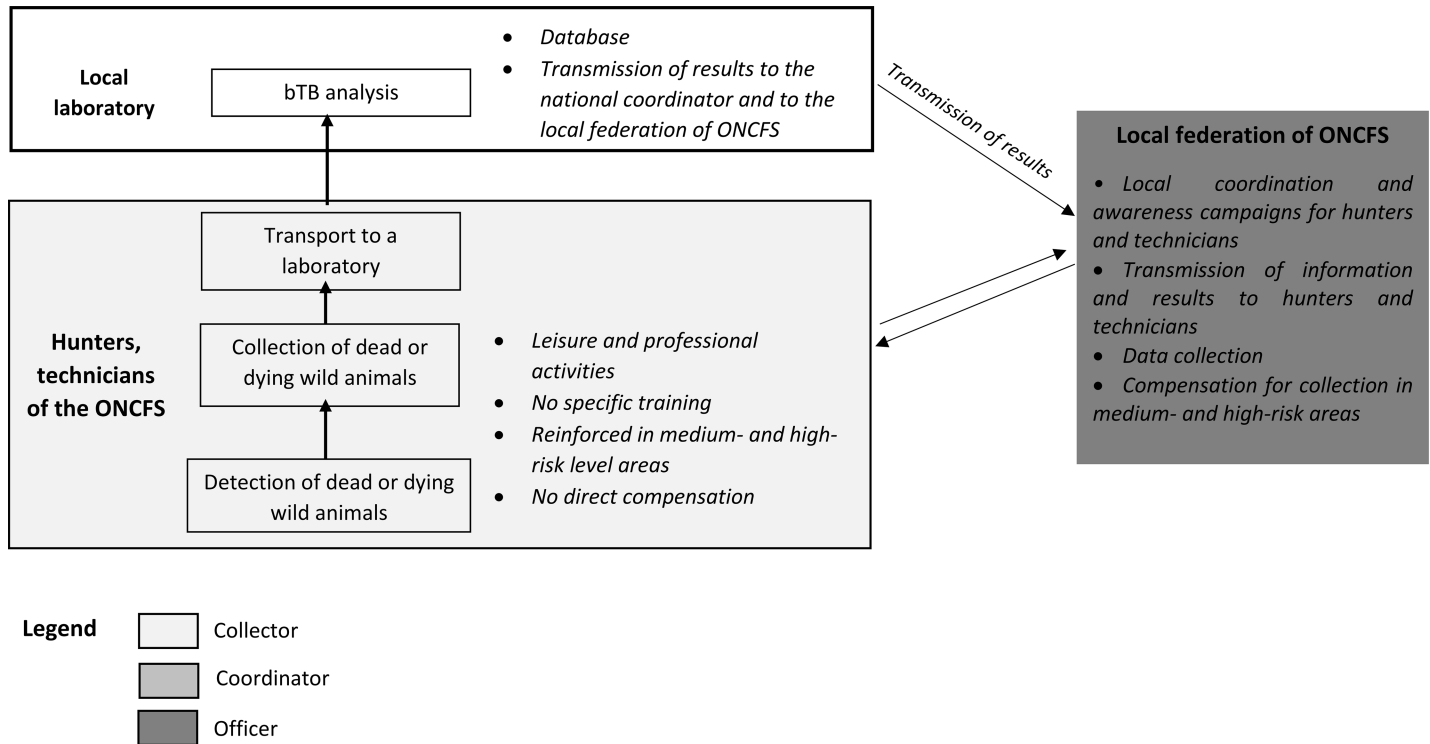 Local
laboratory
bTB analysis
• Database
• Transmission of results to the
national coordinator and to the
local federation of ONCFS
Transmission of results
Local federation of ONCFS
• Local coordination and
awareness campaigns for hunters
and technicians
• Transmission of information
and results to hunters and
technicians
• Data collection
• Compensation for collection in
medium- and high-risk areas
Hunters,
technicians
of the ONCFS
Transport to a
laboratory
Collection of dead or
dying wild animals
Detection of dead or dying
wild animals
• Leisure and professional
activities
• No specific training
• Reinforced in medium- and high-
risk level areas
• No direct compensation
Legend
Collector
Coordinator
Officer